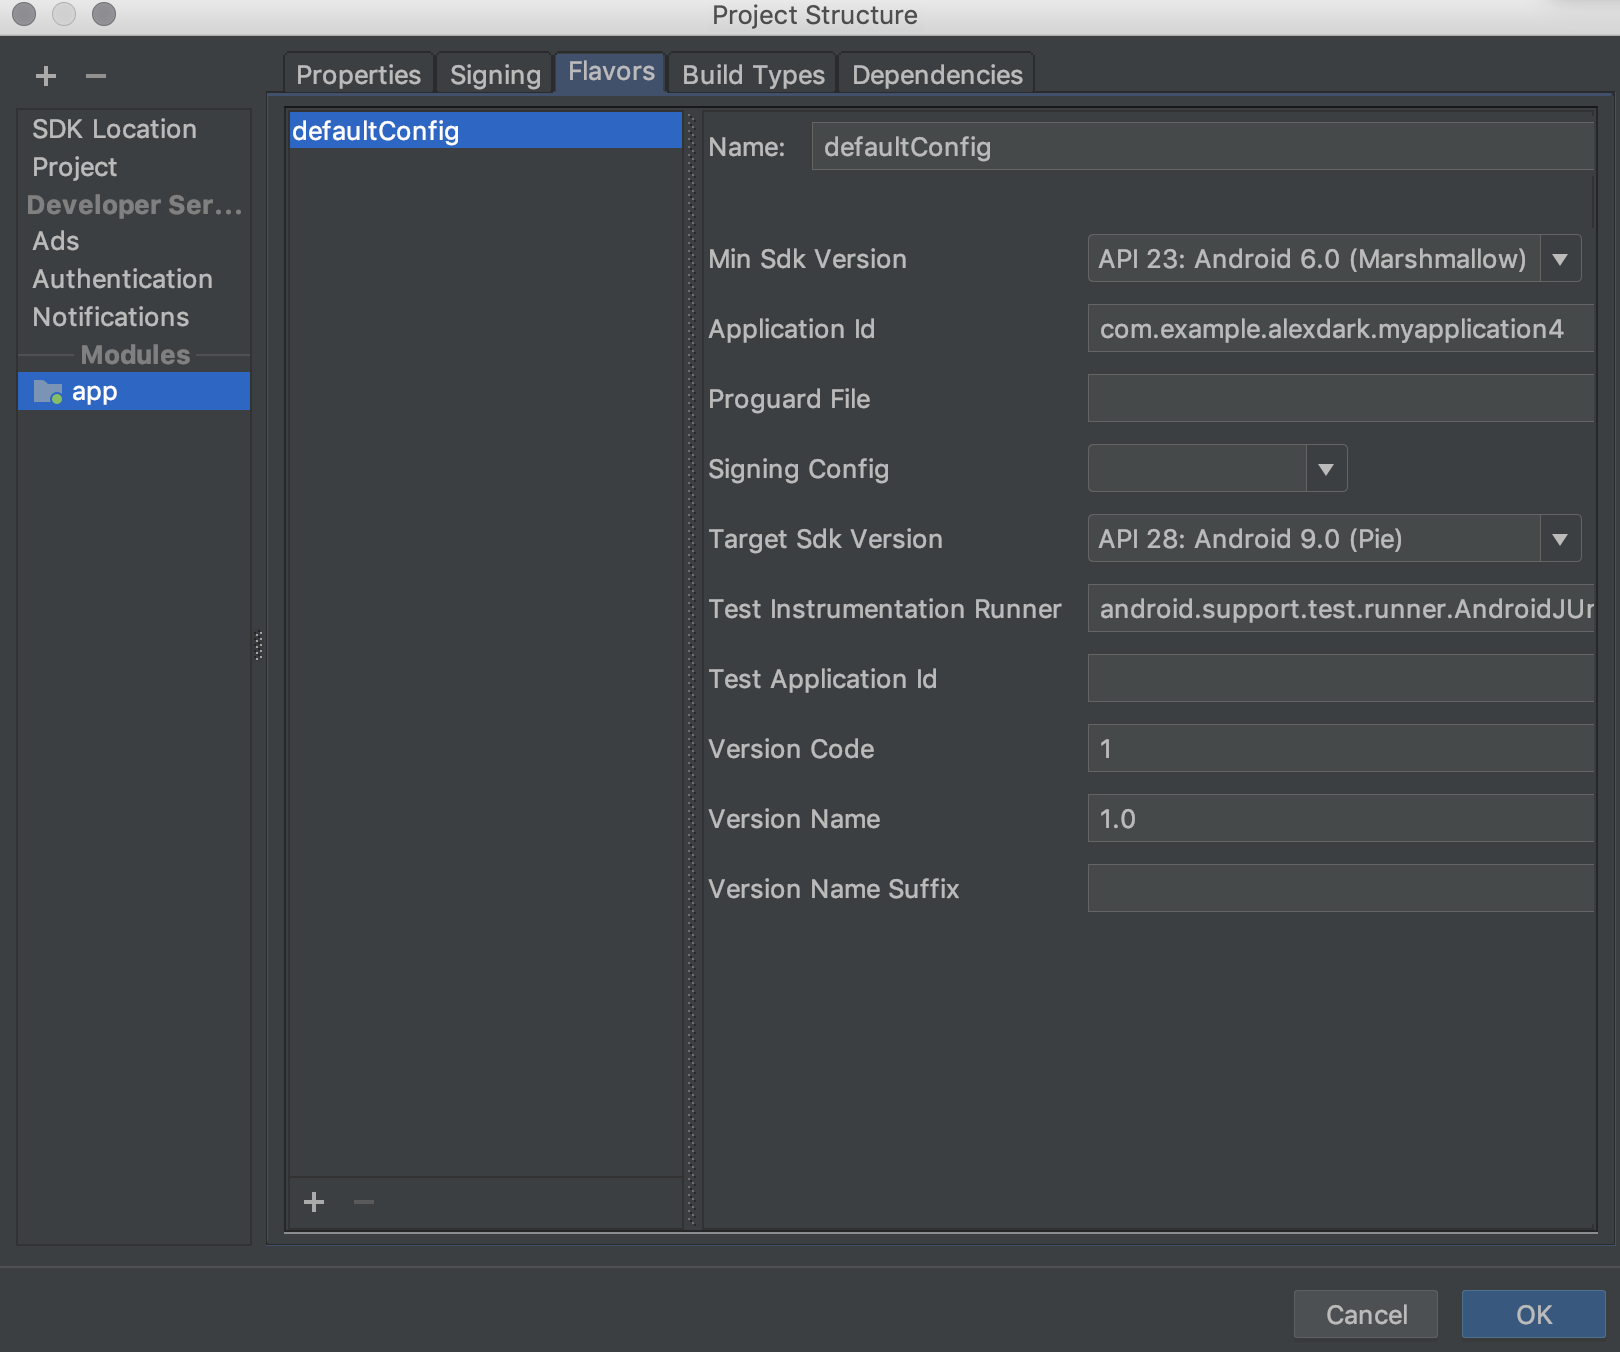 Project Structure
Properties
Signing
Flavors
Build Types
Dependencies
SDK Location
Project
Developer Ser...
Ads
Authentication
Notifications
Modules
app
defaultConfig
Name: defaultConfig
Min Sdk Version API 23: Android 6.0 (Marshmallow)
Application Id com.example.alexdark.myapplication4
Proguard File
Signing Config
Target Sdk Version API 28: Android 9.0 (Pie)
Test Instrumentation Runner android.support.test.runner.AndroidJUr
Test Application Id
Version Code 1
Version Name 1.0
Version Name Suffix
Cancel
OK